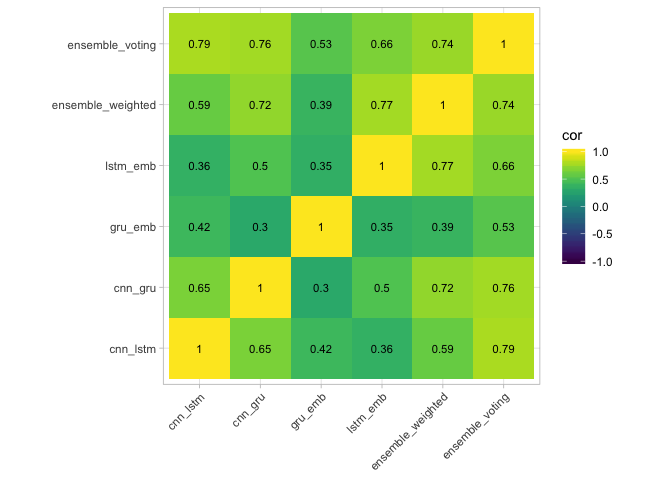 ensemble_voting 0.79 0.76 0.53 0.66 0.74 1
ensemble_weighted 0.59 0.72 0.39 0.77 1 0.74
lstm_emb 0.36 0.5 0.35 1 0.77 0.66
gru_emb 0.42 0.3 1 0.35 0.39 0.53
cnn_gru 0.65 1 0.3 0.5 0.72 0.76
cnn_lstm 1 0.65 0.42 0.36 0.59 0.79
cnn_lstm cnn_gru gru_emb lstm_emb ensemble_weighted ensemble_voting
cor
1.0
0.5
0.0
-0.5
-1.0